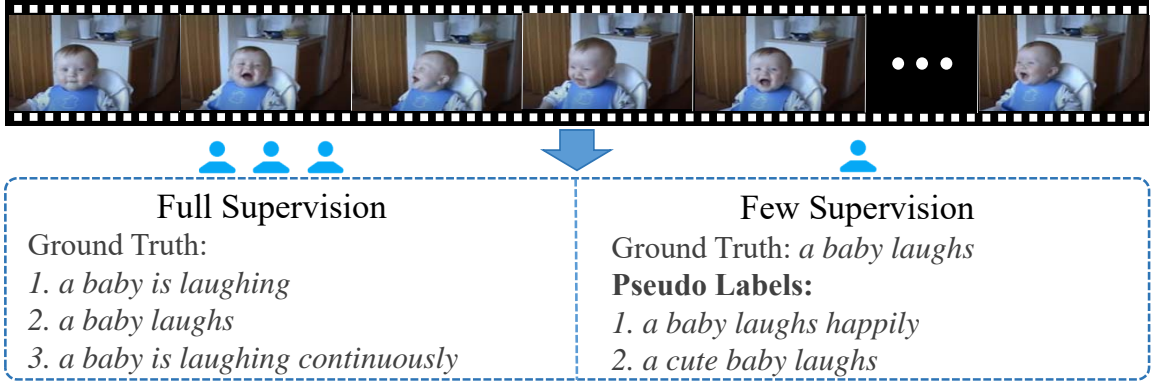 Full Supervision
Ground Truth:
1. a baby is laughing
2. a baby laughs
3. a baby is laughing continuously
Few Supervision
Ground Truth: a baby laughs
Pseudo Labels:
1. a baby laughs happily
2. a cute baby laughs